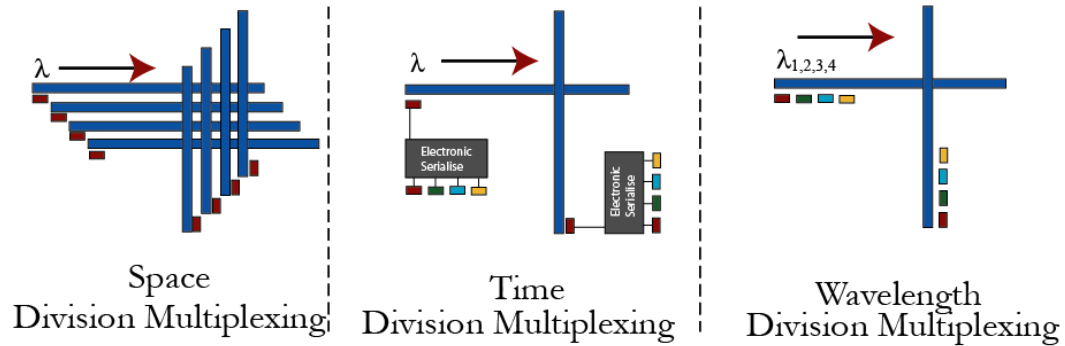 λ
Space
Division Multiplexing
λ
Electronic
Serialise
Electronic
Serialise
Time
Division Multiplexing
λ1,2,3,4
Wavelength
Division Multiplexing